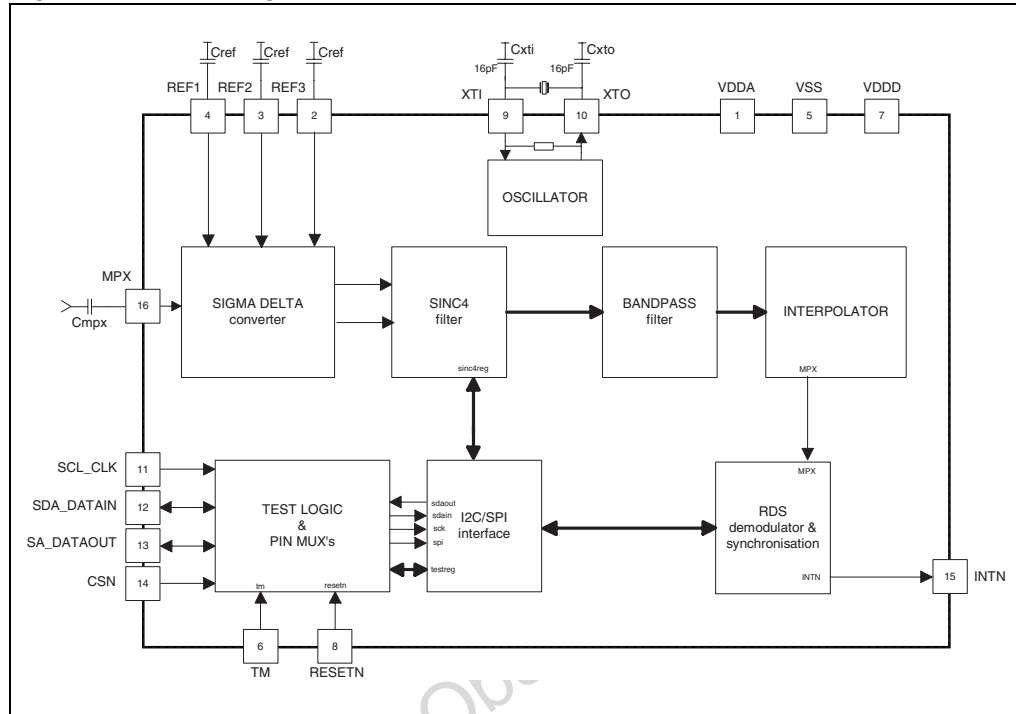 Cref Cref Cref
Cxti Cxto
16pF 16pF
REF1 REF2 REF3
XTI XTO
VDDA VSS VDDD
4 3 2 9 10 1 5 7
OSCILLATOR
MPX
16
Cmpx
SIGMA DELTA
converter
SINC4
filter
sinc4reg
BANDPASS
filter
INTERPOLATOR
MPX
SCL_CLK
11
SDA_DATAIN
12
SA_DATAOUT
13
CSN
14
TEST LOGIC
&
PIN MUX's
tm resetn
sdaout
sdain
sck
spi
testreg
I2C/SPI
interface
MPX
RDS
demodulator &
synchronisation
INTN
15 INTN
6 8
TM RESETN